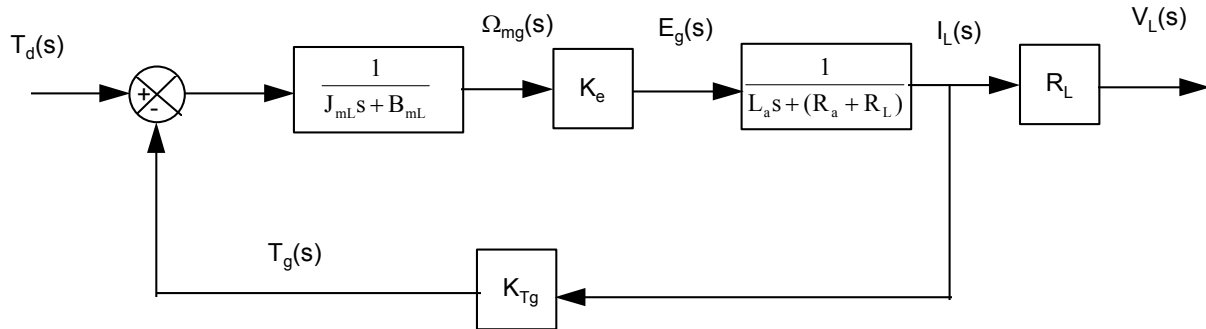 T_d(s)
+
-
1
J_mL s + B_mL
Ω_mg(s)
K_e
E_g(s)
1
L_a s + (R_a + R_L)
I_L(s)
R_L
V_L(s)
T_g(s)
K_Tg